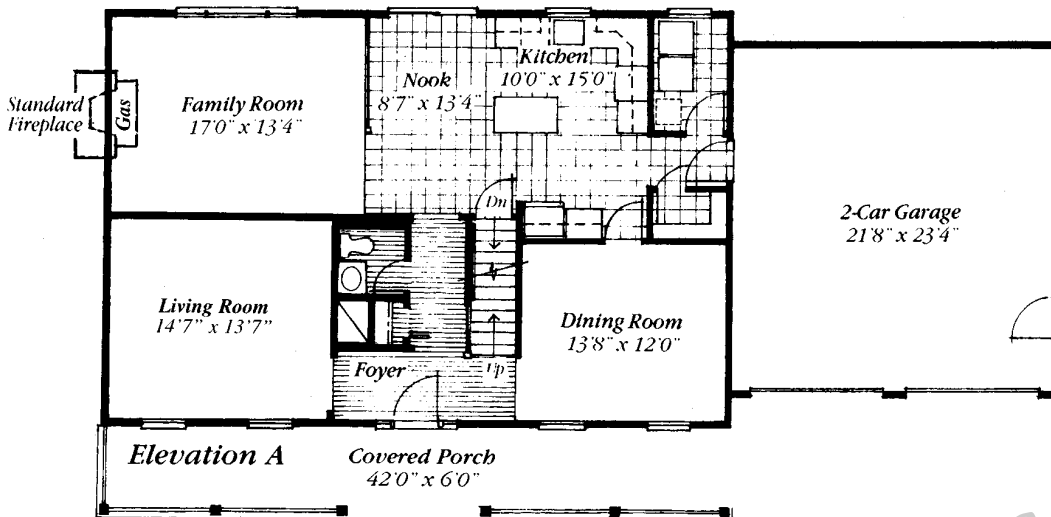 Standard
Fireplace
Gas
Family Room
17'0" x 13'4"
Nook
8'7" x 13'4"
Kitchen
10'0" x 15'0"
Dn
2-Car Garage
21'8" x 23'4"
Living Room
14'7" x 13'7"
Dining Room
13'8" x 12'0"
Foyer
Up
Elevation A
Covered Porch
42'0" x 6'0"